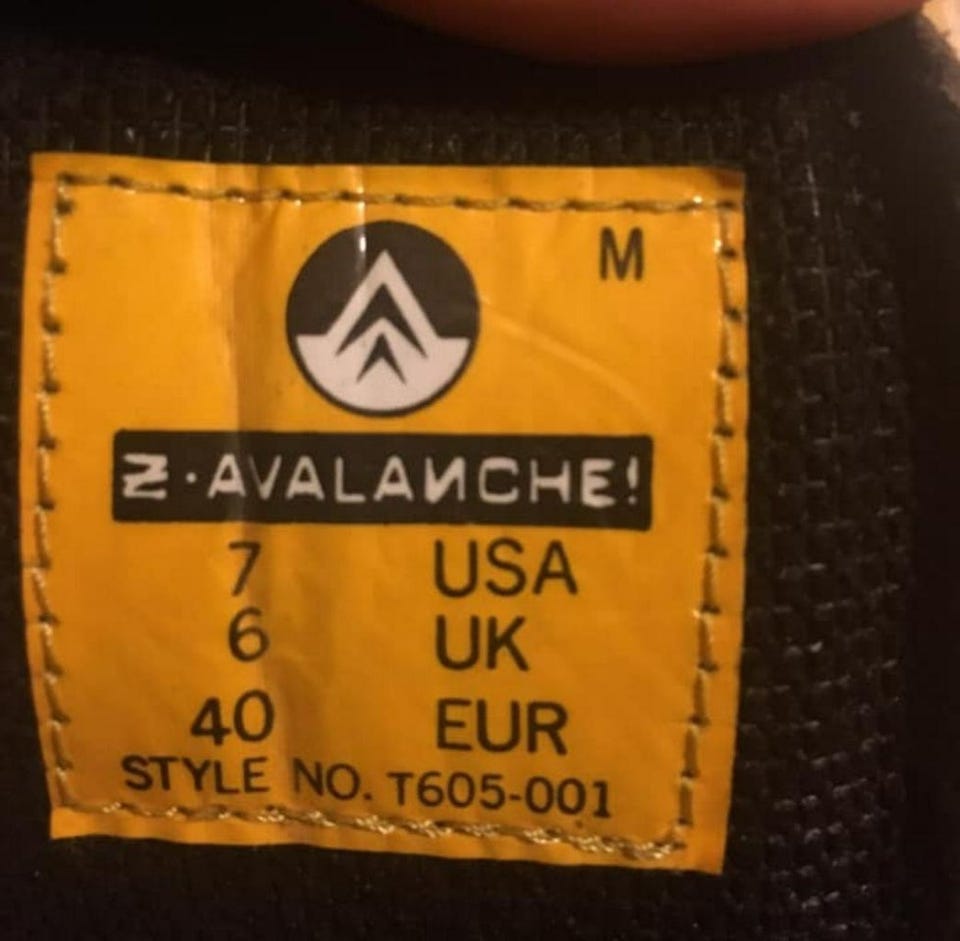 M
Z·AVALANCHE!
7 USA
6 UK
40 EUR
STYLE NO. T605-001